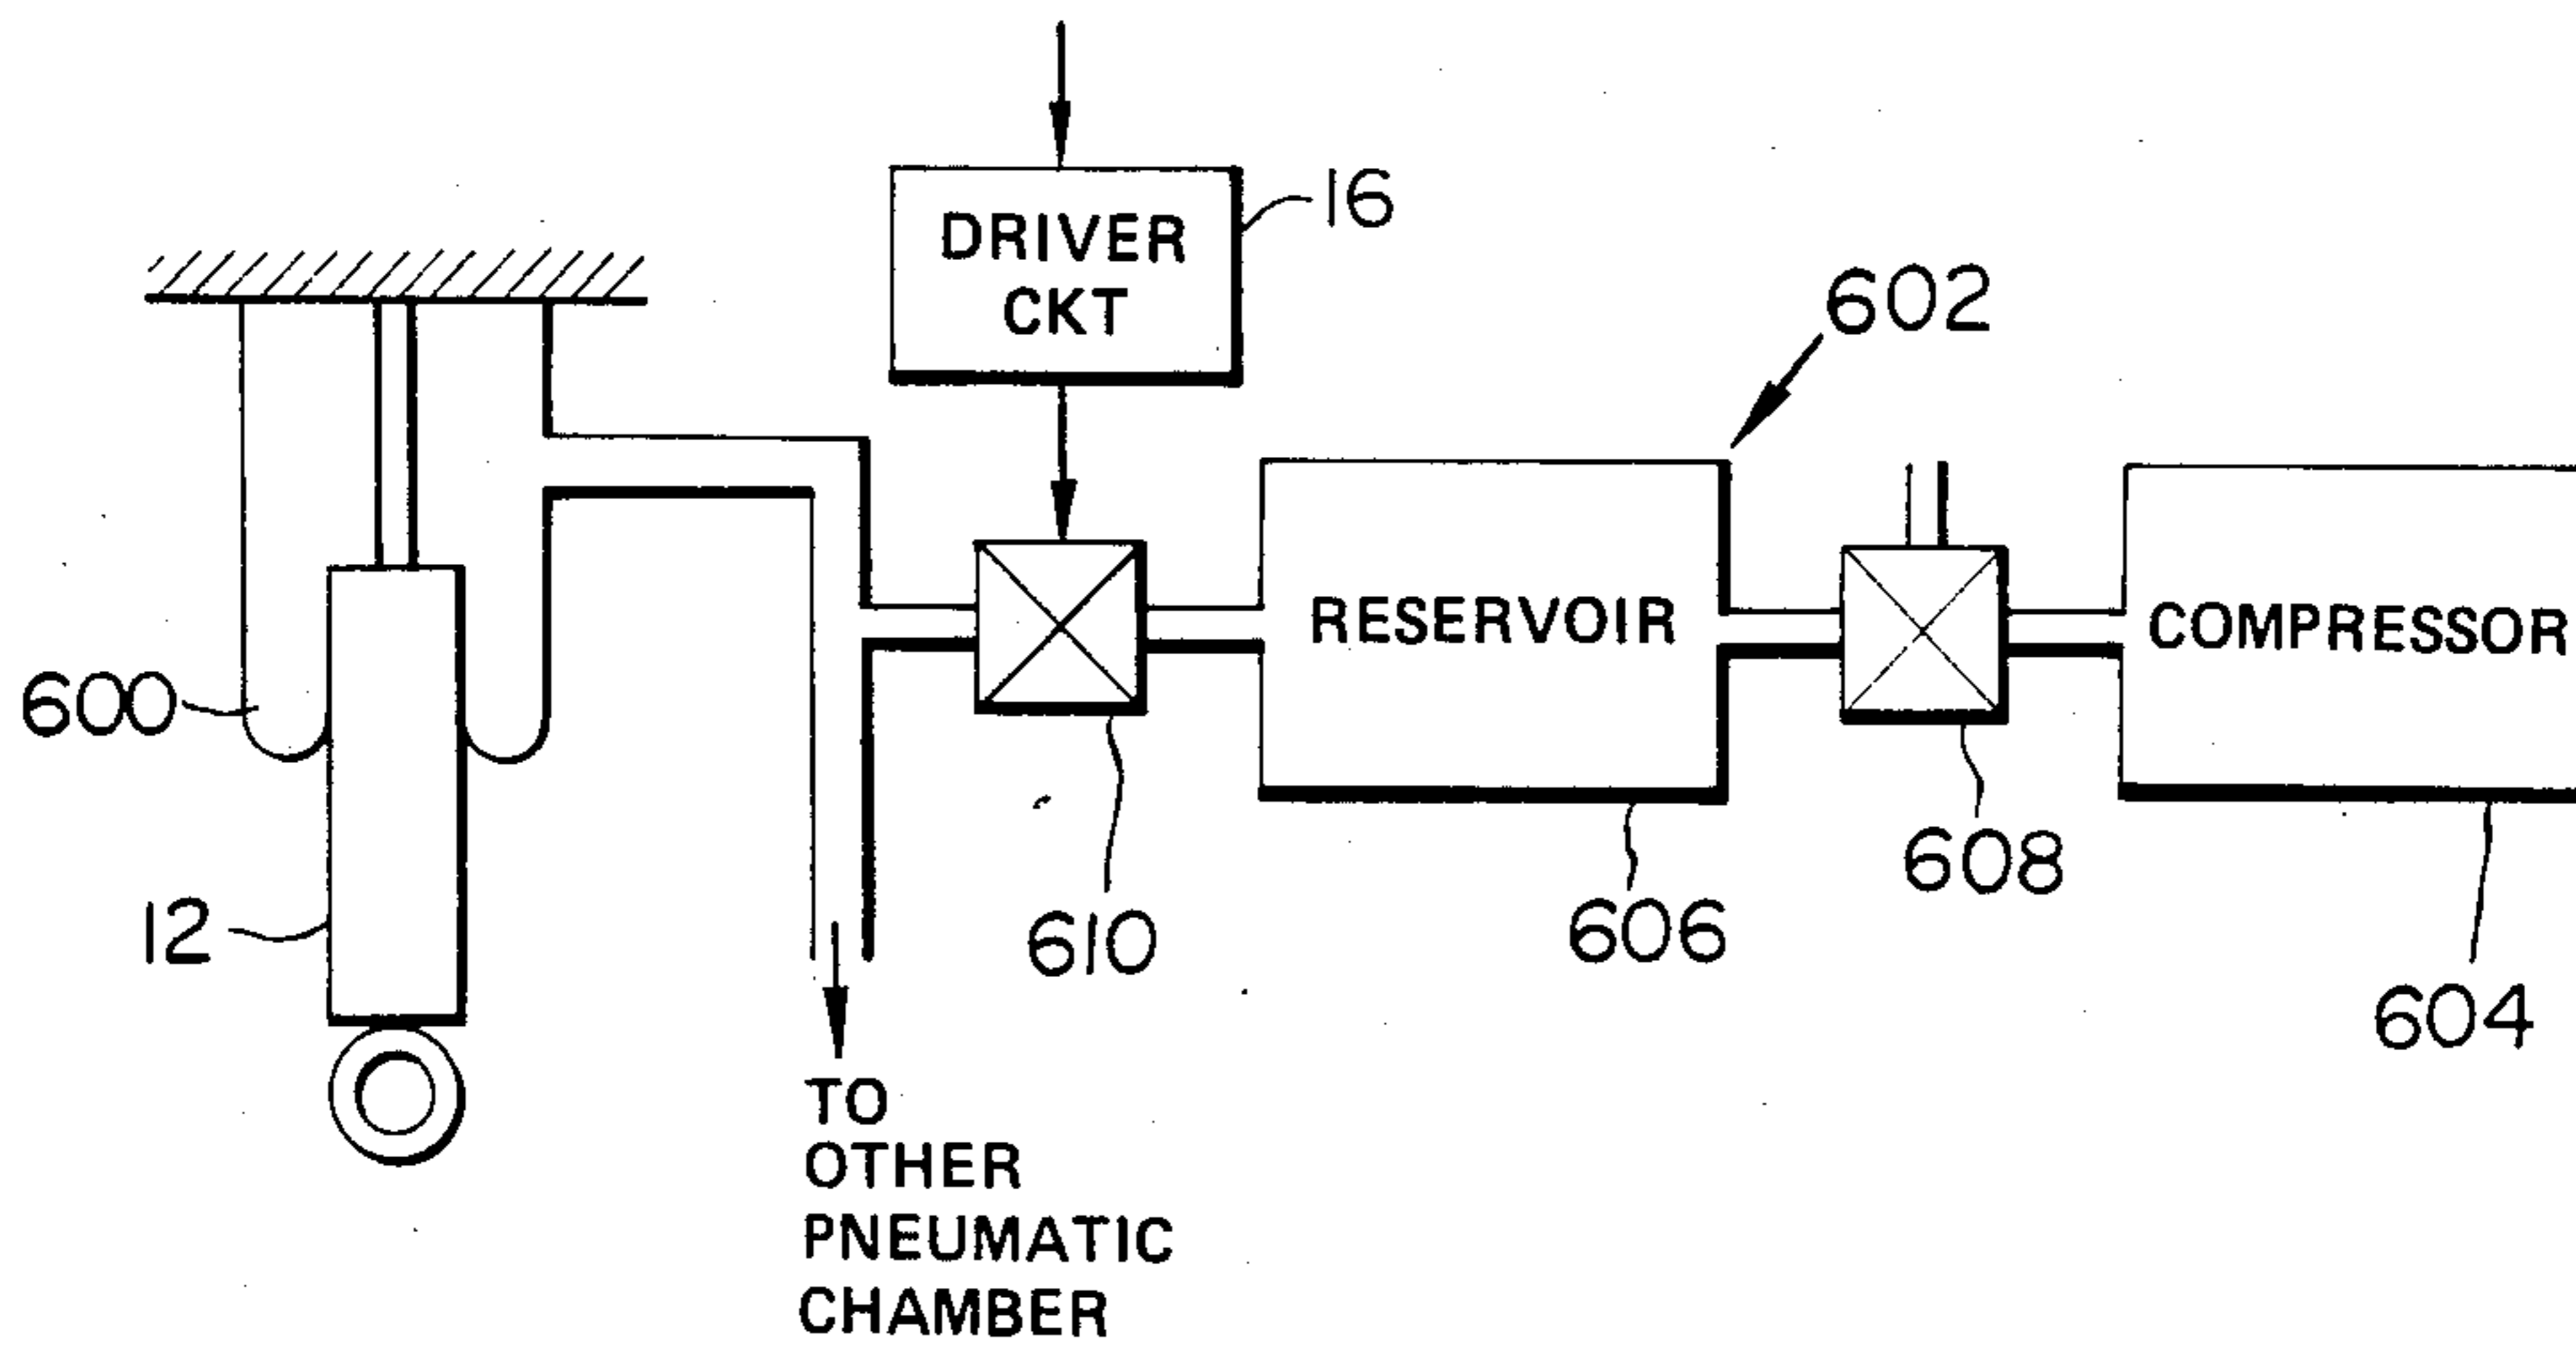 DRIVER
CKT
16
602
RESERVOIR
COMPRESSOR
600
12
610
606
608
604
TO
OTHER
PNEUMATIC
CHAMBER